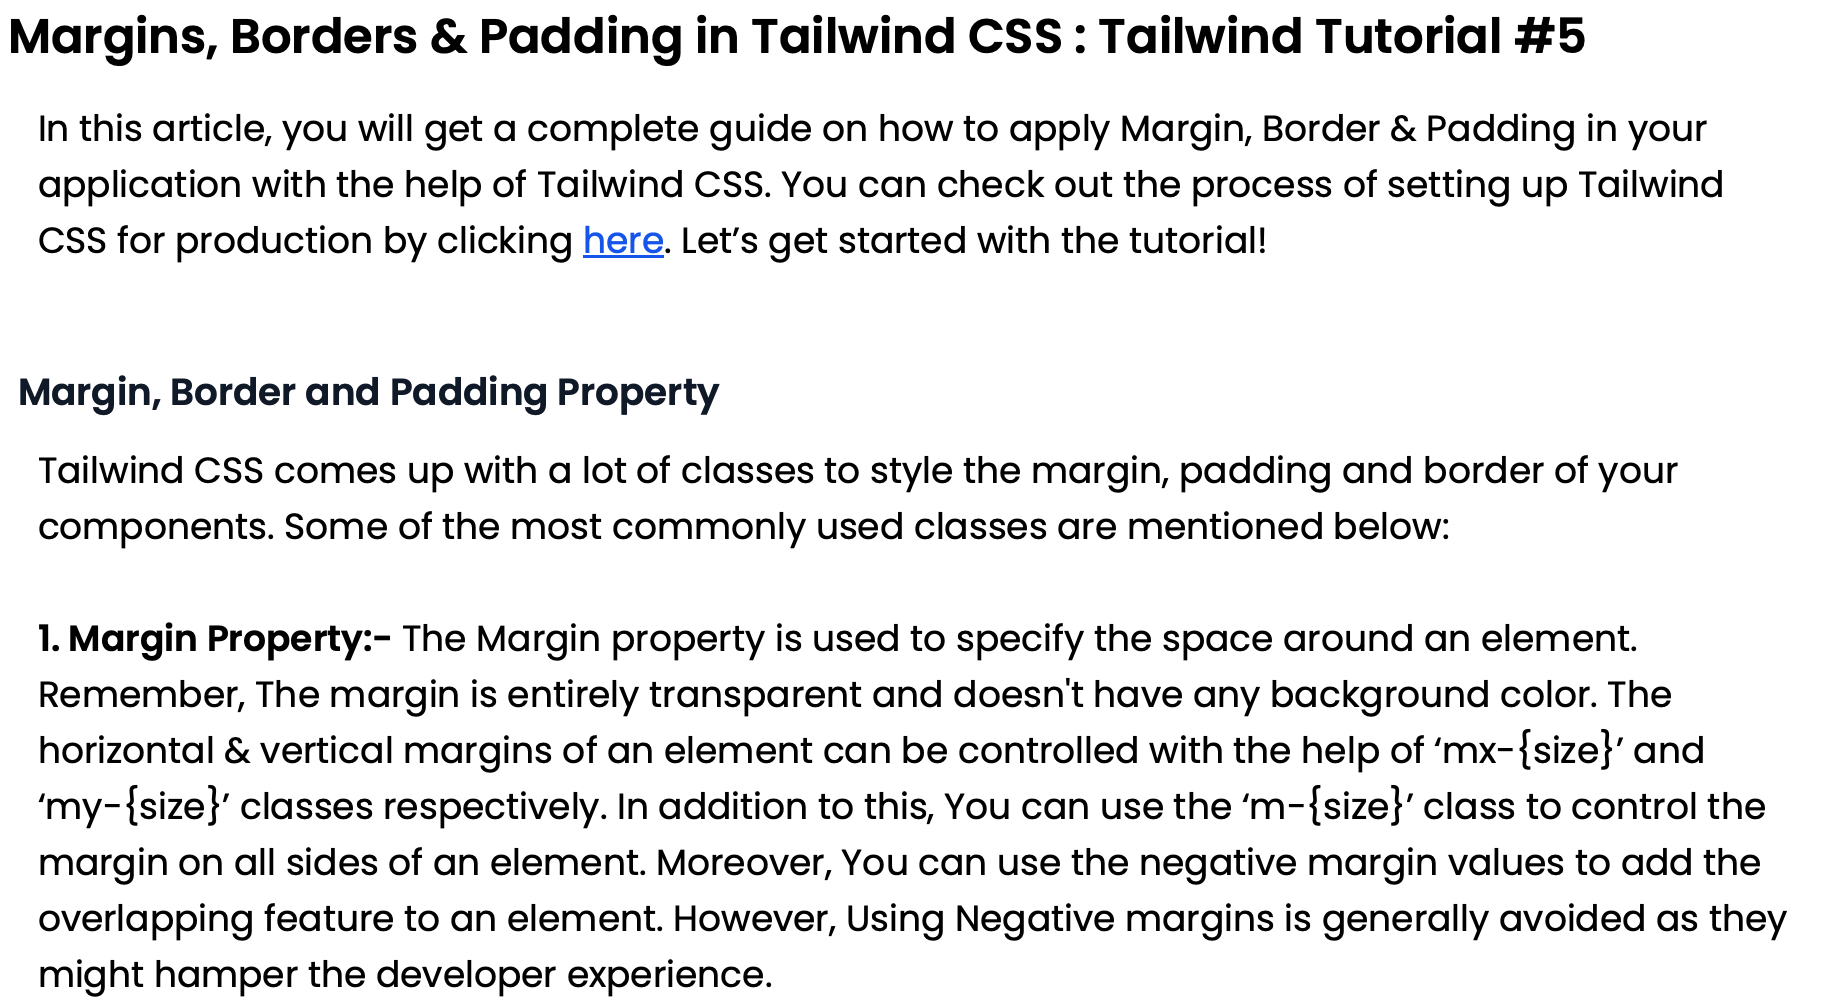 Margins, Borders & Padding in Tailwind CSS : Tailwind Tutorial #5
In this article, you will get a complete guide on how to apply Margin, Border & Padding in your
application with the help of Tailwind CSS. You can check out the process of setting up Tailwind
CSS for production by clicking here. Let’s get started with the tutorial!
Margin, Border and Padding Property
Tailwind CSS comes up with a lot of classes to style the margin, padding and border of your
components. Some of the most commonly used classes are mentioned below:
1. Margin Property:- The Margin property is used to specify the space around an element.
Remember, The margin is entirely transparent and doesn't have any background color. The
horizontal & vertical margins of an element can be controlled with the help of ‘mx-{size}’ and
‘my-{size}’ classes respectively. In addition to this, You can use the ‘m-{size}’ class to control the
margin on all sides of an element. Moreover, You can use the negative margin values to add the
overlapping feature to an element. However, Using Negative margins is generally avoided as they
might hamper the developer experience.